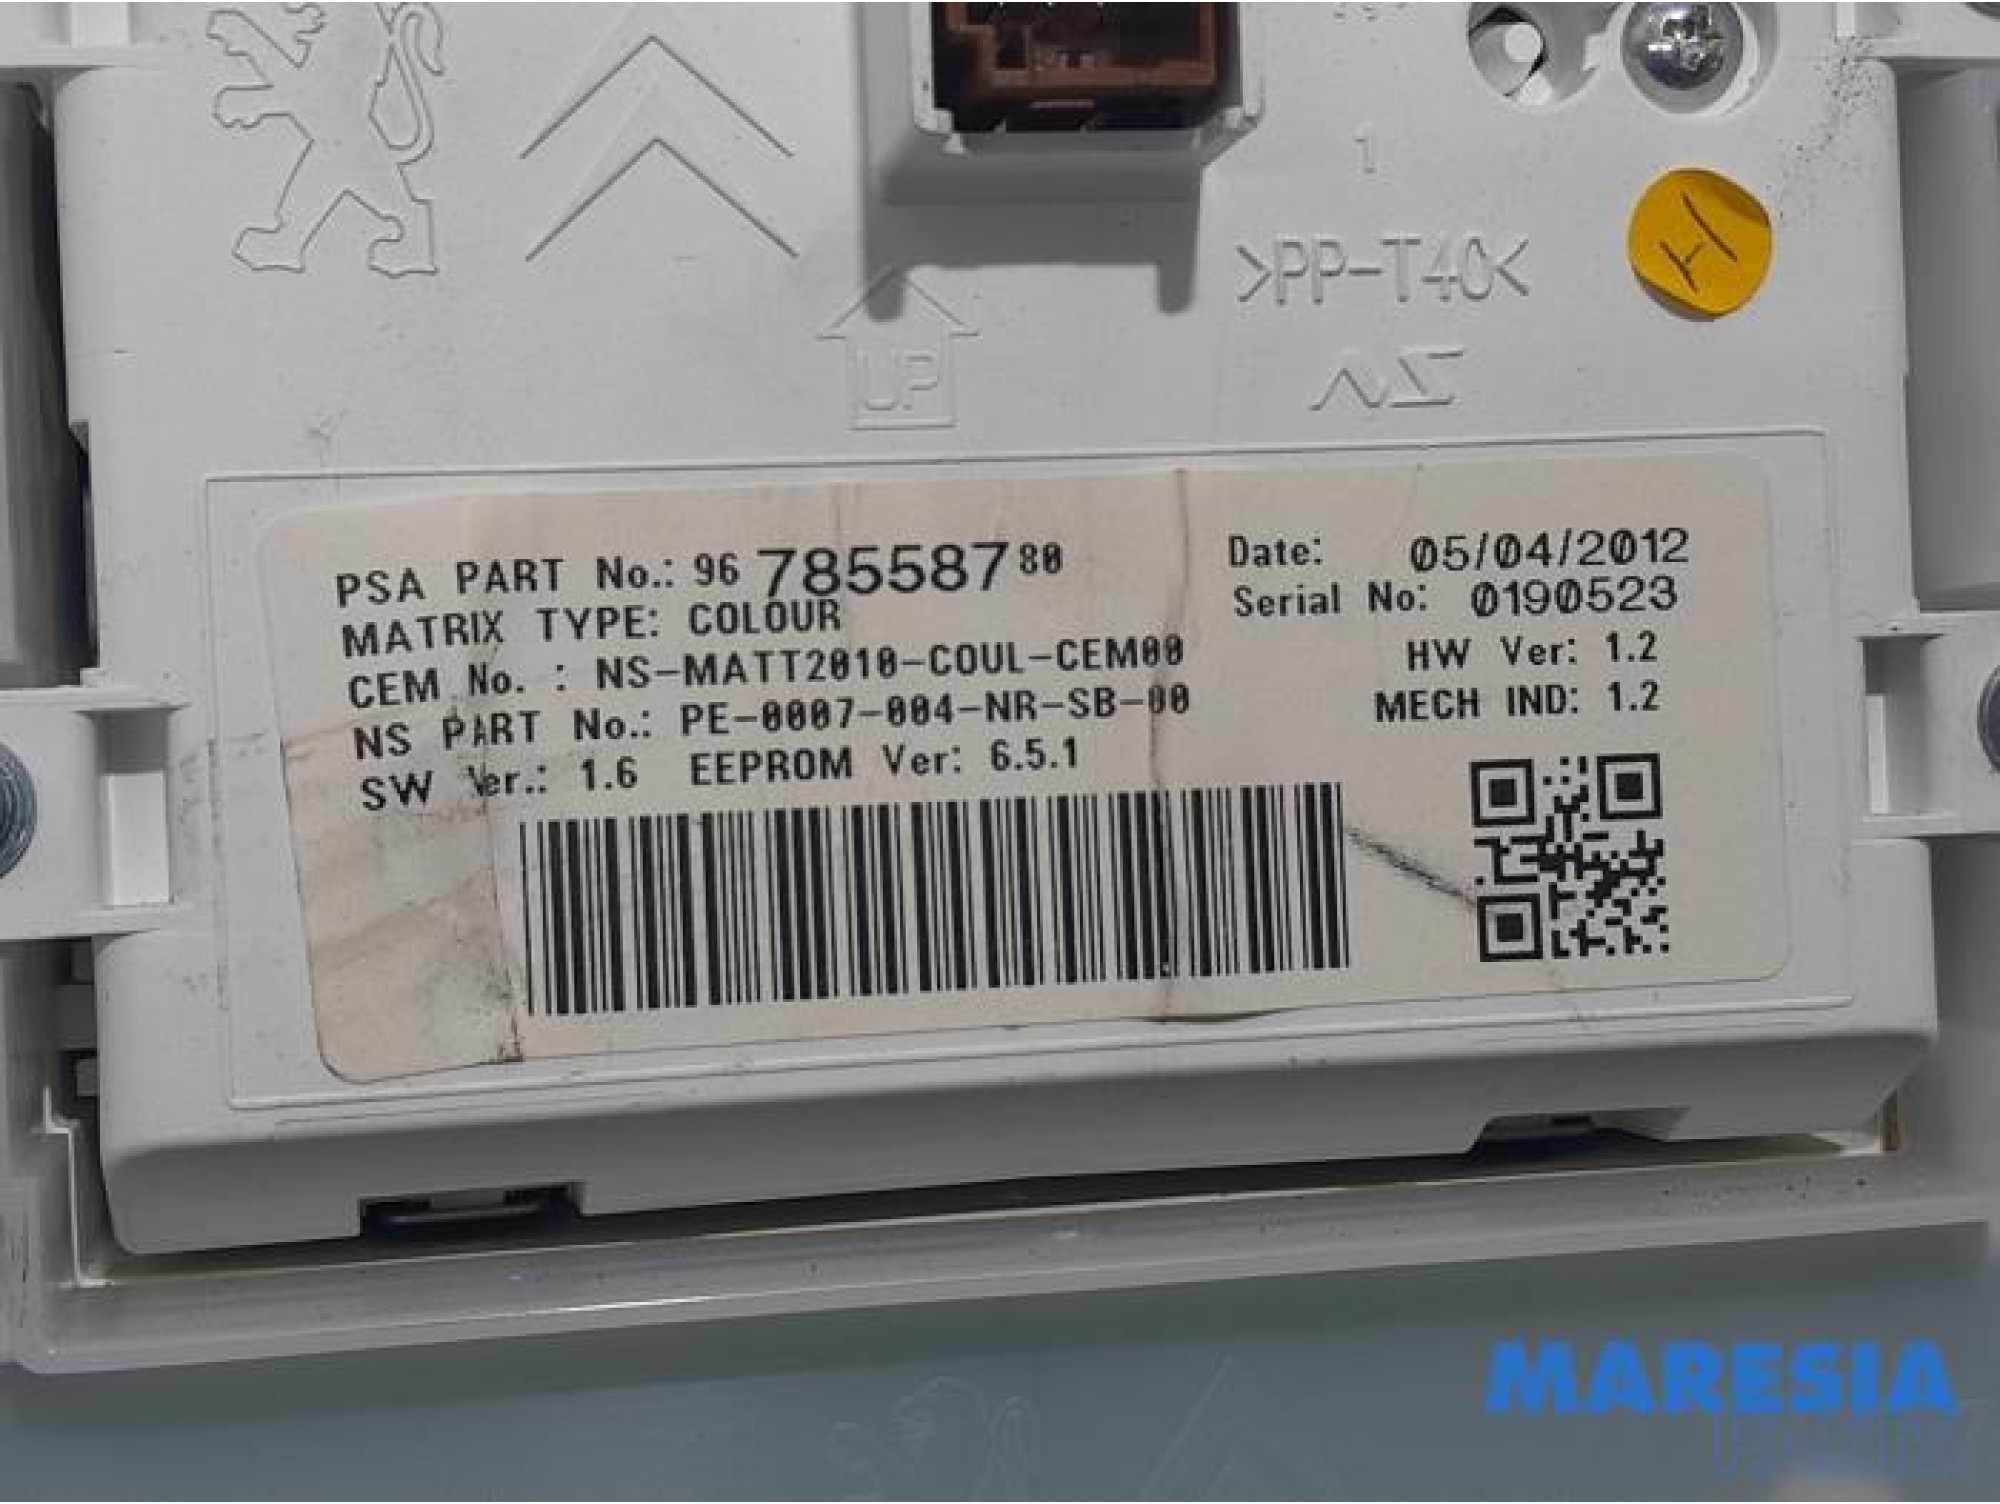 1
>PP-T40<
H
UP
NS
PSA PART No.: 96 785587 80
MATRIX TYPE: COLOUR
CEM No. : NS-MATT2010-COUL-CEM00
NS PART No.: PE-0007-004-NR-SB-00
SW Ver.: 1.6 EEPROM Ver: 6.5.1
Date: 05/04/2012
Serial No: 0190523
HW Ver: 1.2
MECH IND: 1.2
MARESIA